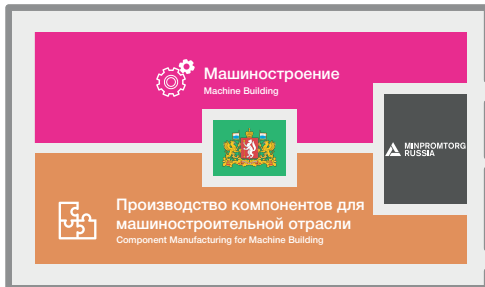 Машиностроение
Machine Building
MINPROMTORG
RUSSIA
Производство компонентов для
машиностроительной отрасли
Component Manufacturing for Machine Building